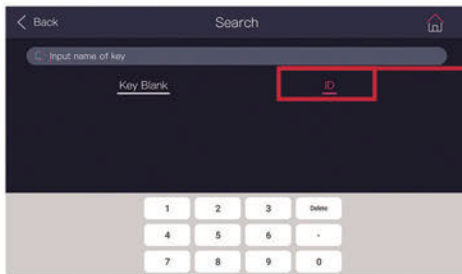 Back
Search
Input name of key
Key Blank
ID
1 2 3 Delete
4 5 6 -
7 8 9 0